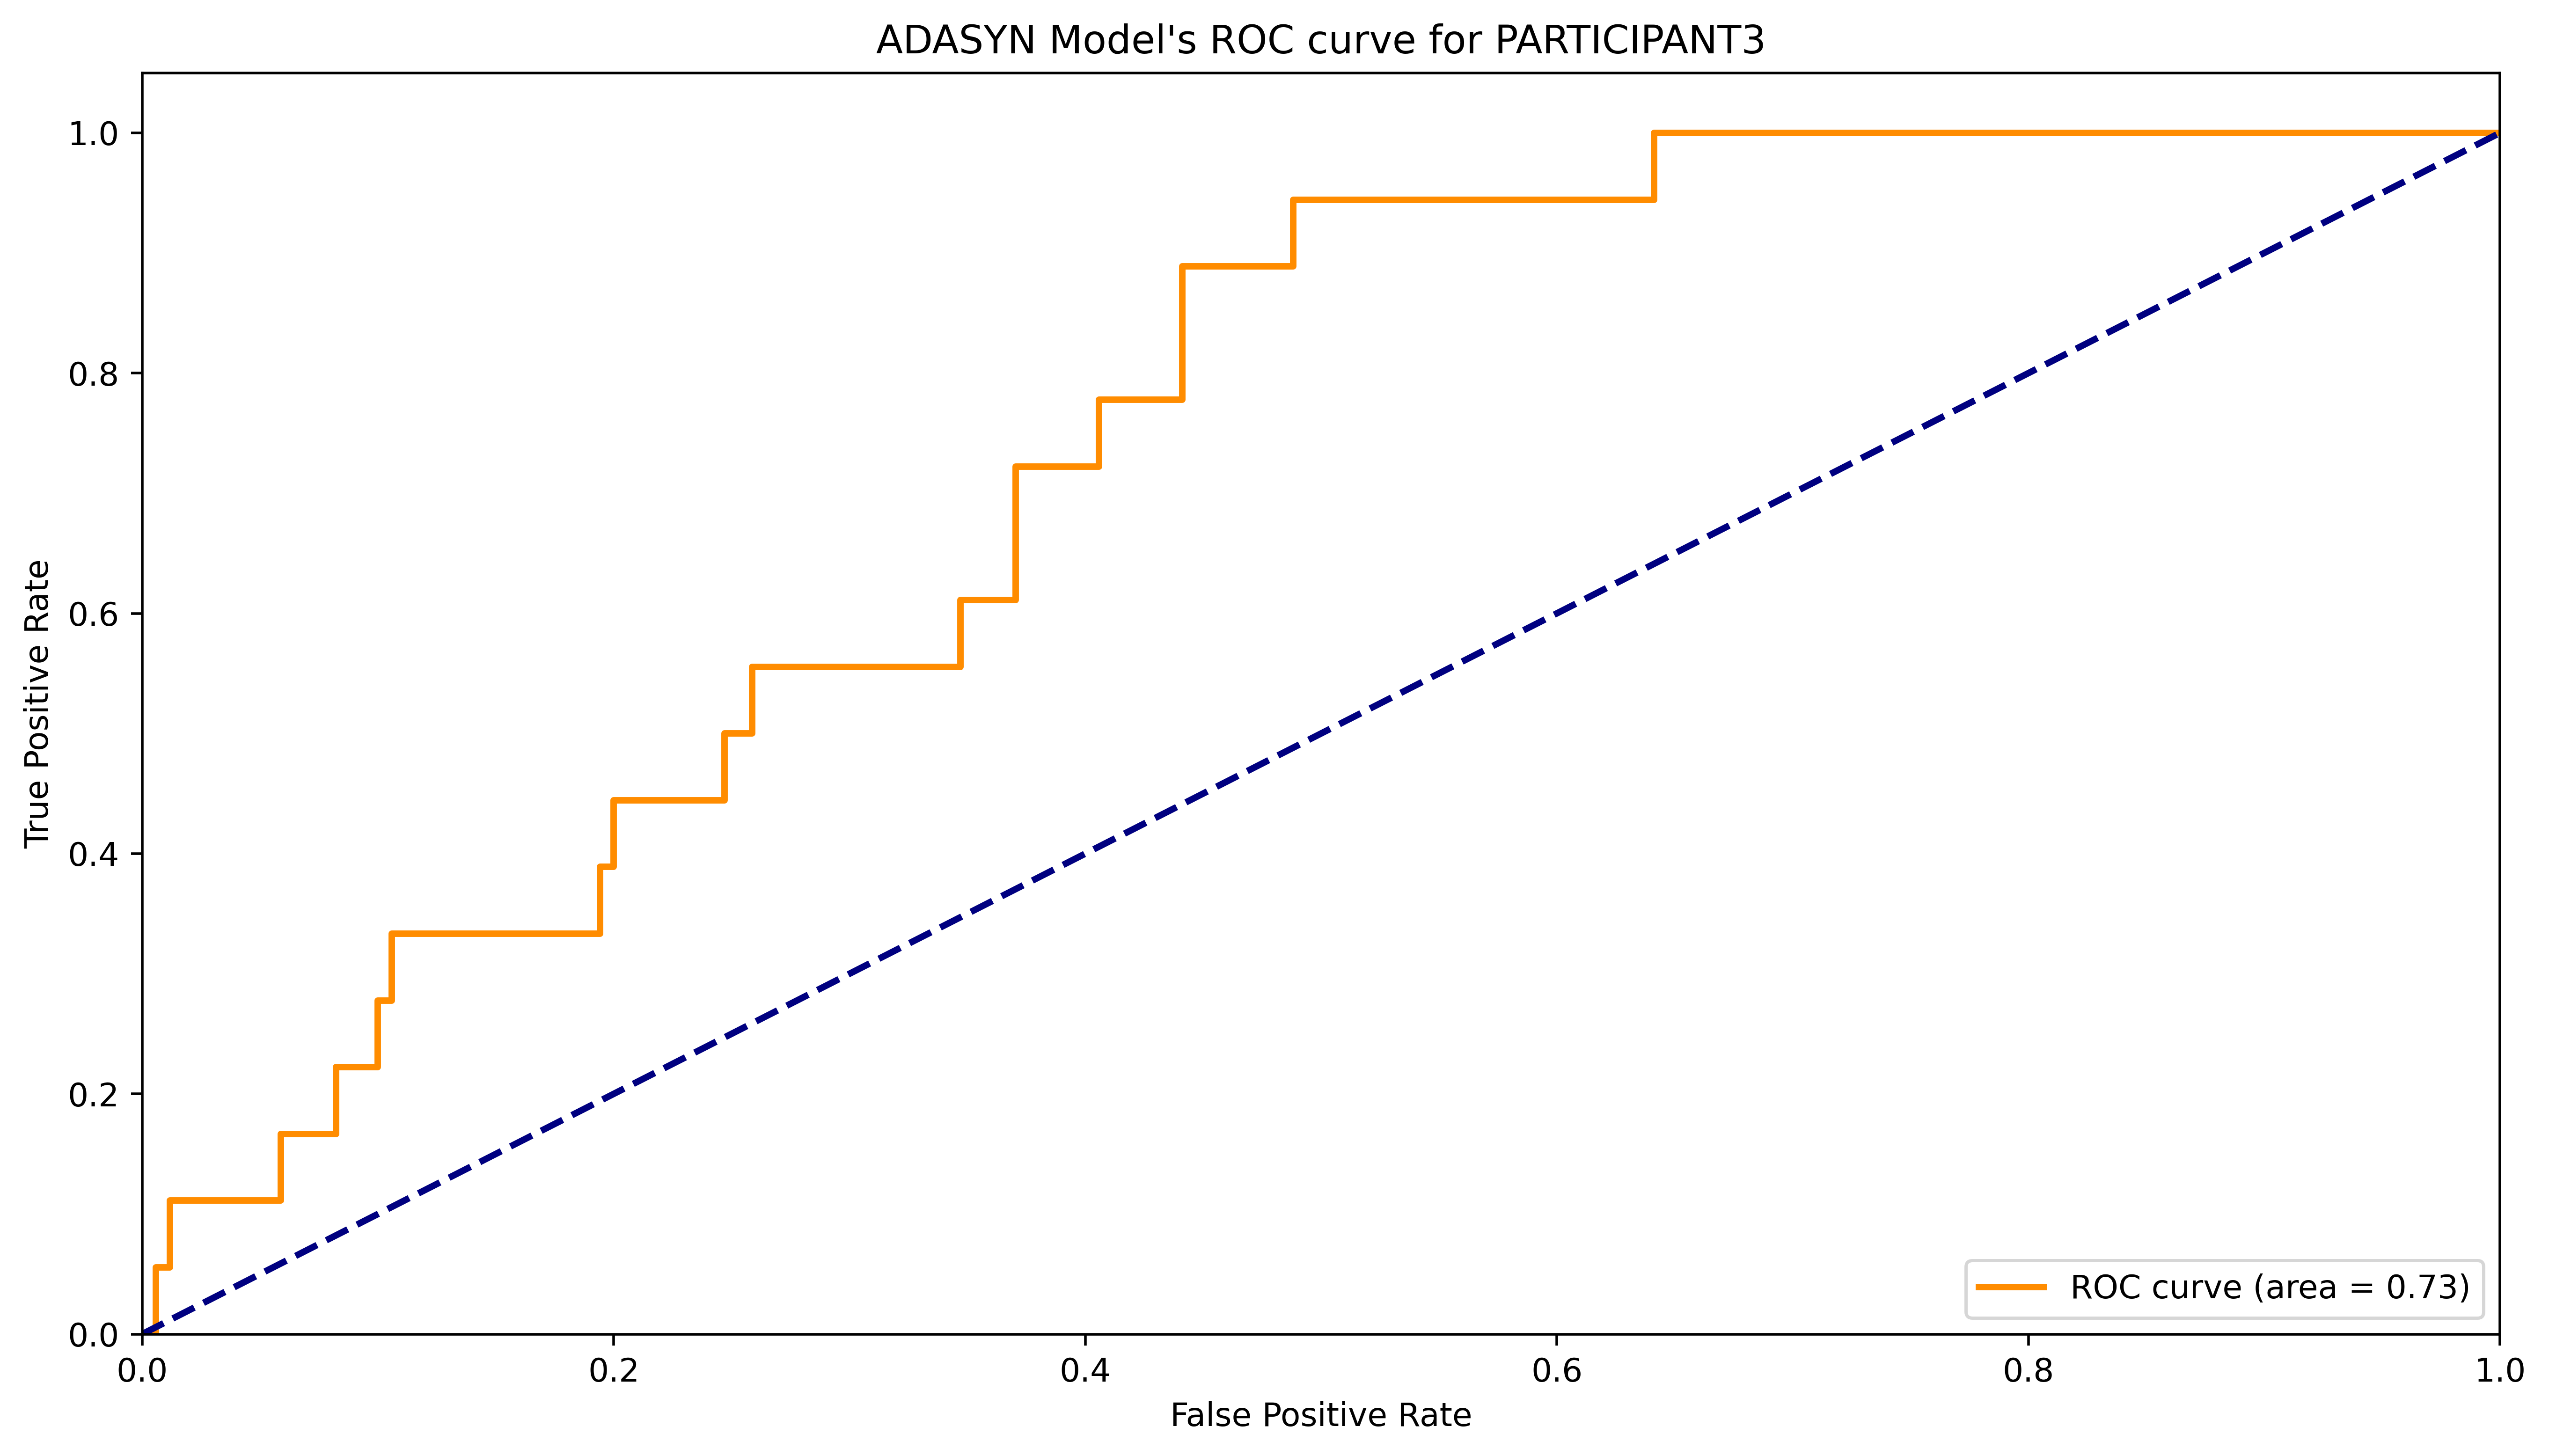 ADASYN Model's ROC curve for PARTICIPANT3
1.0
0.8
0.6
0.4
0.2
0.0
True Positive Rate
ROC curve (area = 0.73)
0.0 0.2 0.4 0.6 0.8 1.0
False Positive Rate